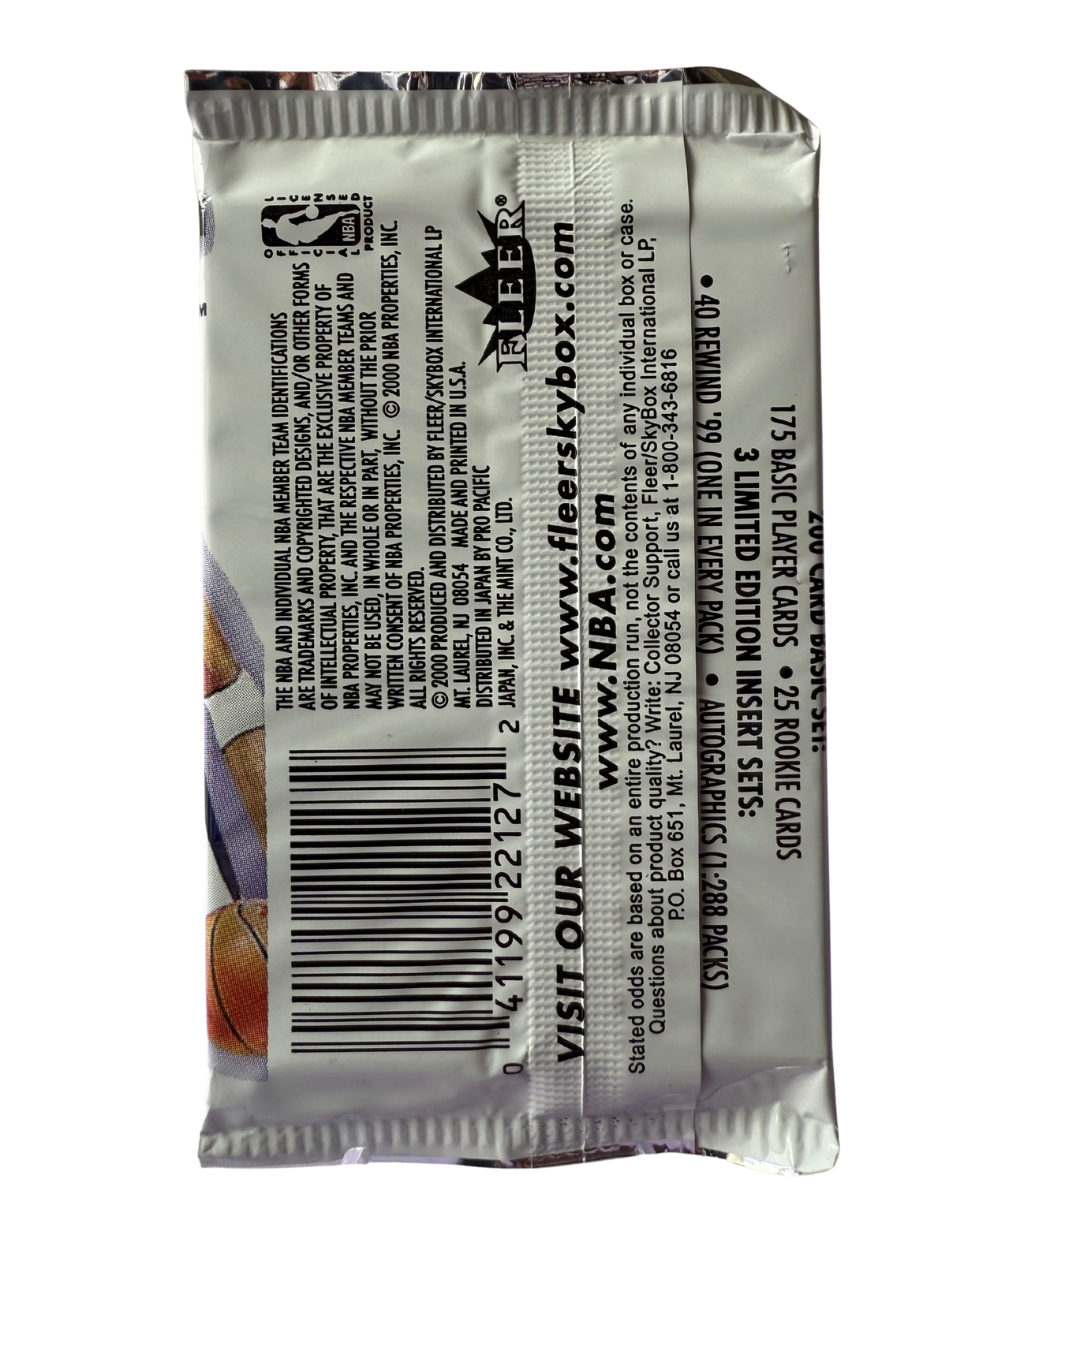 THE NBA AND INDIVIDUAL NBA MEMBER TEAM IDENTIFICATIONS
ARE TRADEMARKS AND COPYRIGHTED DESIGNS, AND/OR OTHER FORMS
OF INTELLECTUAL PROPERTY, THAT ARE THE EXCLUSIVE PROPERTY OF
NBA PROPERTIES, INC. AND THE RESPECTIVE NBA MEMBER TEAMS AND
MAY NOT BE USED, IN WHOLE OR IN PART, WITHOUT THE PRIOR
WRITTEN CONSENT OF NBA PROPERTIES, INC. © 2000 NBA PROPERTIES, INC.
ALL RIGHTS RESERVED.
© 2000 PRODUCED AND DISTRIBUTED BY FLEER/SKYBOX INTERNATIONAL LP
MT. LAUREL, NJ 08054 MADE AND PRINTED IN U.S.A.
DISTRIBUTED IN JAPAN BY PRO PACIFIC
JAPAN, INC. & THE MINT CO., LTD.
OFFICIAL
LICENSED
NBA
PRODUCT
FLEER®
0 41199 22127 2
VISIT OUR WEBSITE www.fleerskybox.com
www.NBA.com
Stated odds are based on an entire production run, not the contents of any individual box or case.
Questions about product quality? Write: Collector Support, Fleer/SkyBox International LP,
P.O. Box 651, Mt. Laurel, NJ 08054 or call us at 1-800-343-6816
200 CARD BASIC SET:
175 BASIC PLAYER CARDS • 25 ROOKIE CARDS
3 LIMITED EDITION INSERT SETS:
• 40 REWIND '99 (ONE IN EVERY PACK) • AUTOGRAPHICS (1:288 PACKS)